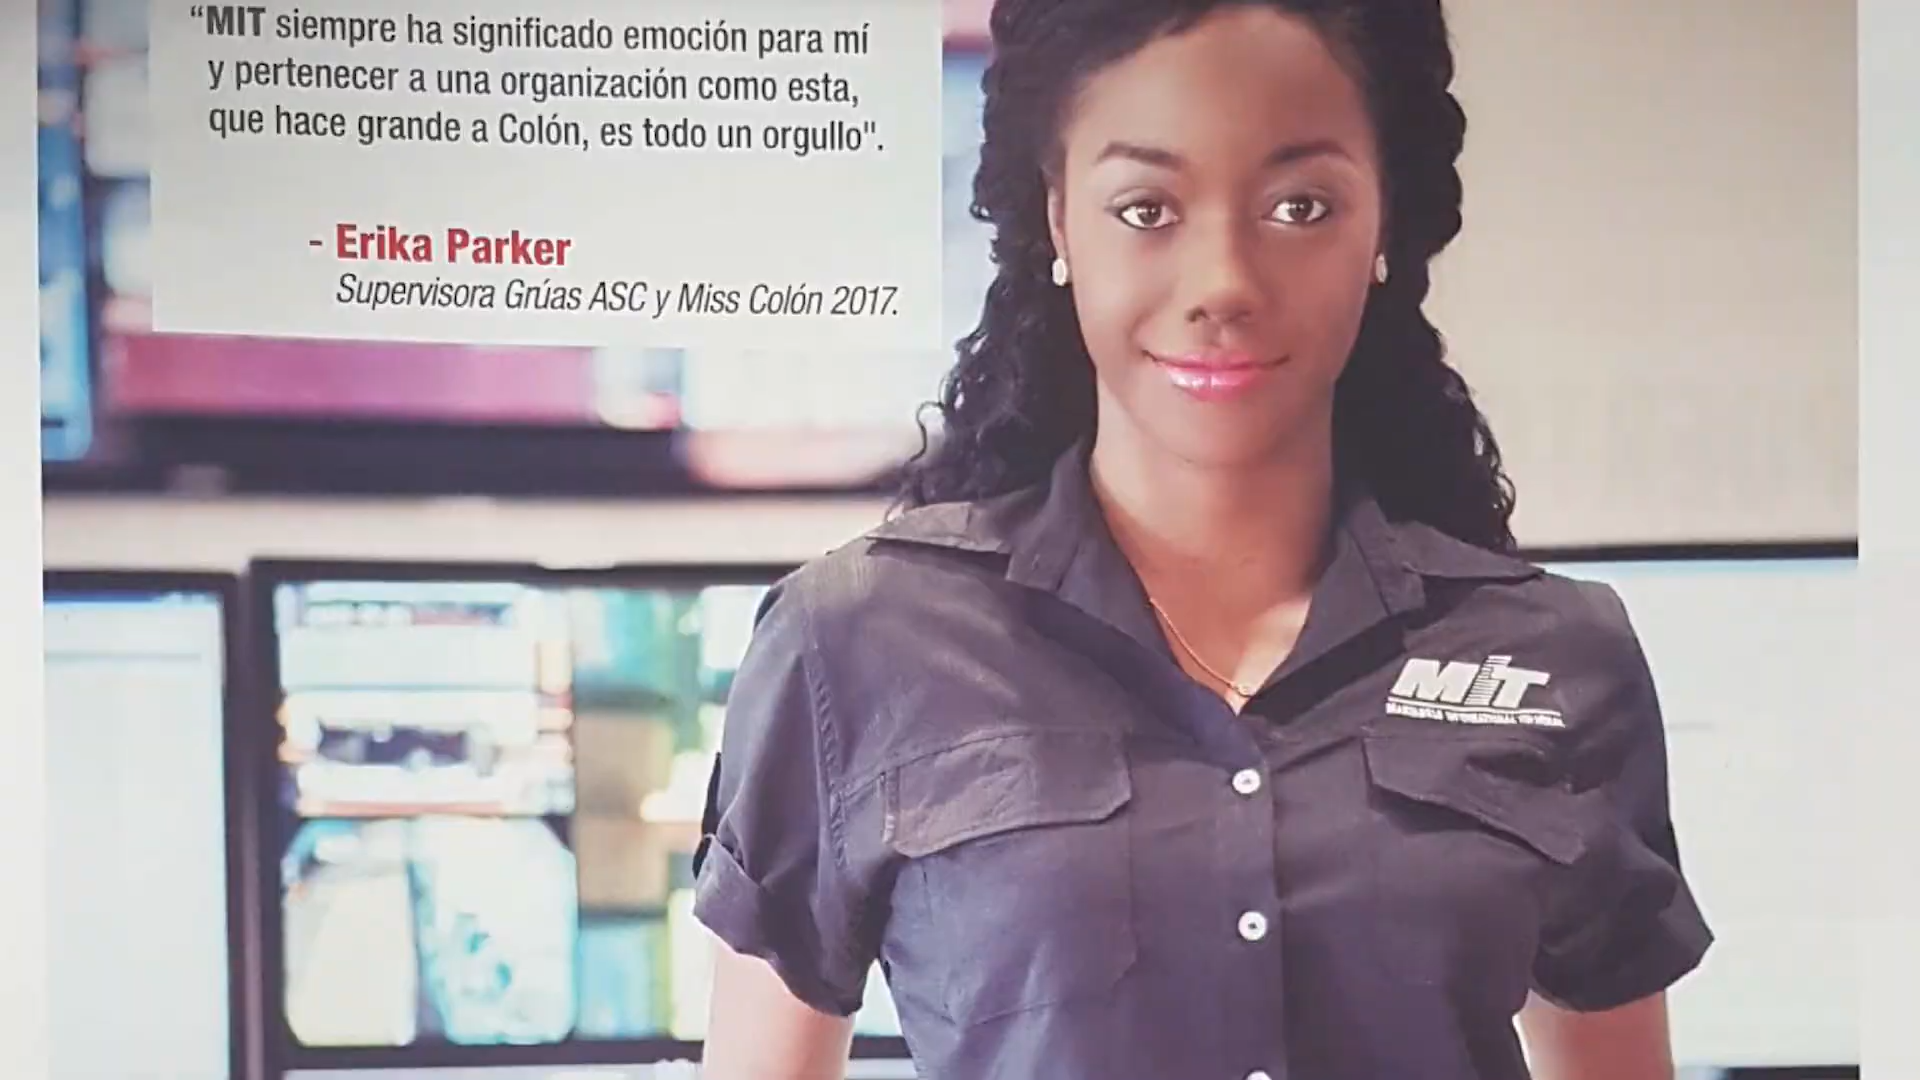 “MIT siempre ha significado emoción para mí
y pertenecer a una organización como esta,
que hace grande a Colón, es todo un orgullo".
- Erika Parker
Supervisora Grúas ASC y Miss Colón 2017.
MIT